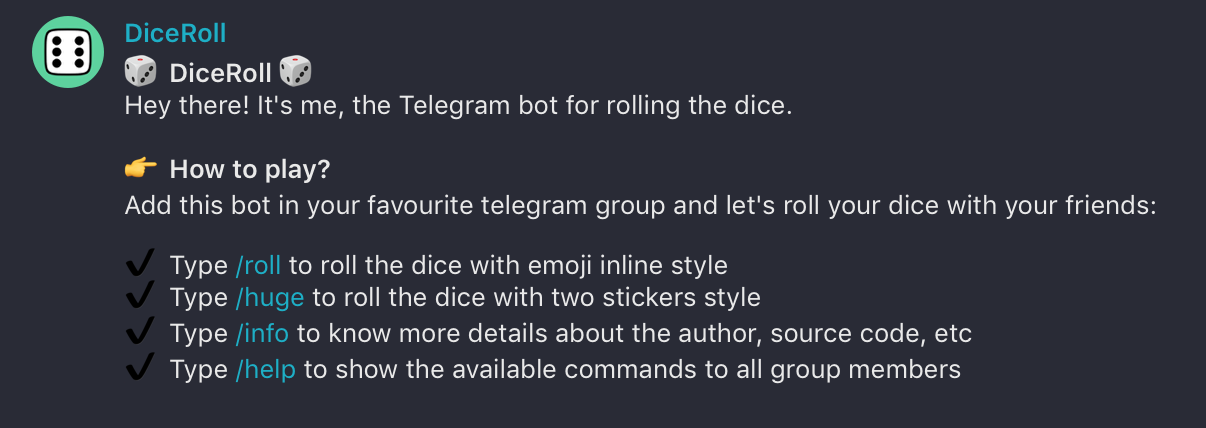 DiceRoll
🎲 DiceRoll 🎲
Hey there! It's me, the Telegram bot for rolling the dice.
👉 How to play?
Add this bot in your favourite telegram group and let's roll your dice with your friends:
✔ Type /roll to roll the dice with emoji inline style
✔ Type /huge to roll the dice with two stickers style
✔ Type /info to know more details about the author, source code, etc
✔ Type /help to show the available commands to all group members